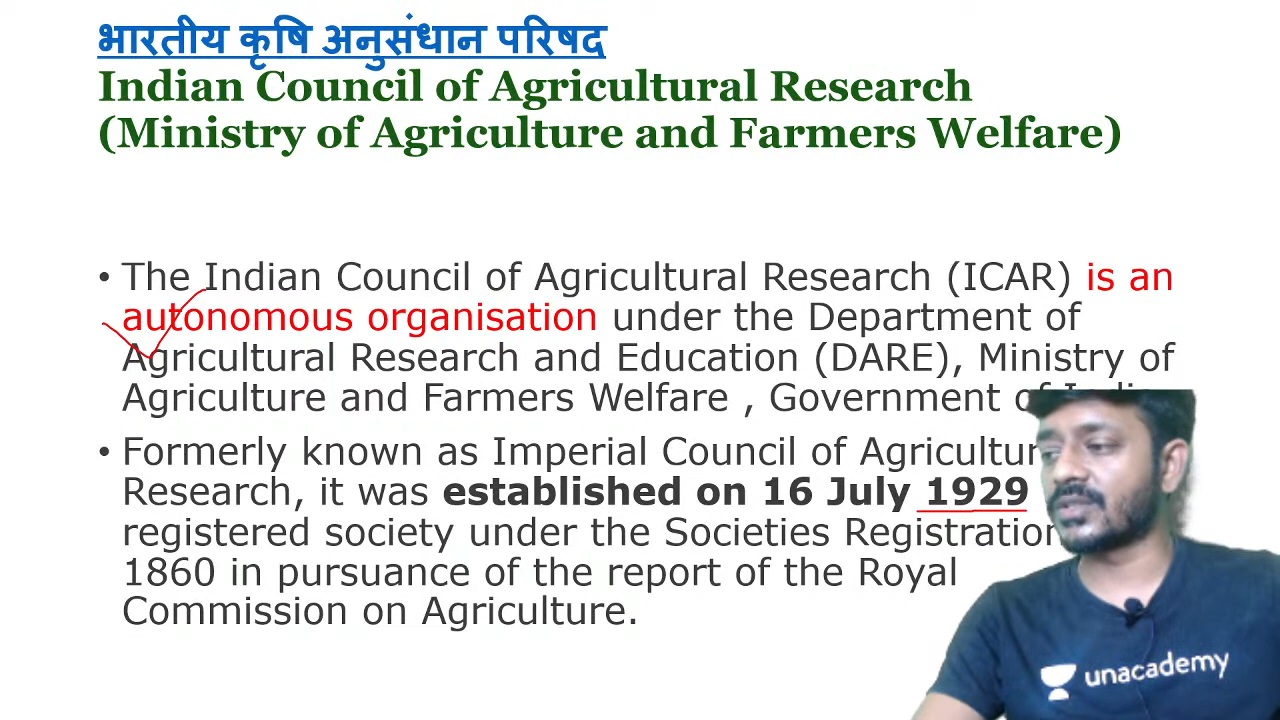 भारतीय कृषि अनुसंधान परिषद
Indian Council of Agricultural Research
(Ministry of Agriculture and Farmers Welfare)
• The Indian Council of Agricultural Research (ICAR) is an
autonomous organisation under the Department of
Agricultural Research and Education (DARE), Ministry of
Agriculture and Farmers Welfare , Government of
• Formerly known as Imperial Council of
Research, it was established on 16 July 1929
registered society under the Societies Registration
1860 in pursuance of the report of the Royal
Commission on Agriculture.
unacademy